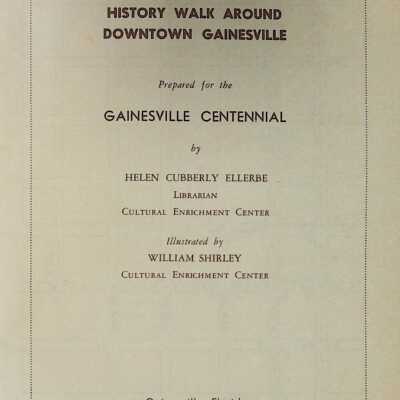 HISTORY WALK AROUND
DOWNTOWN GAINESVILLE
Prepared for the
GAINESVILLE CENTENNIAL
by
HELEN CUBBERLY ELLERBE
LIBRARIAN
CULTURAL ENRICHMENT CENTER
Illustrated by
WILLIAM SHIRLEY
CULTURAL ENRICHMENT CENTER